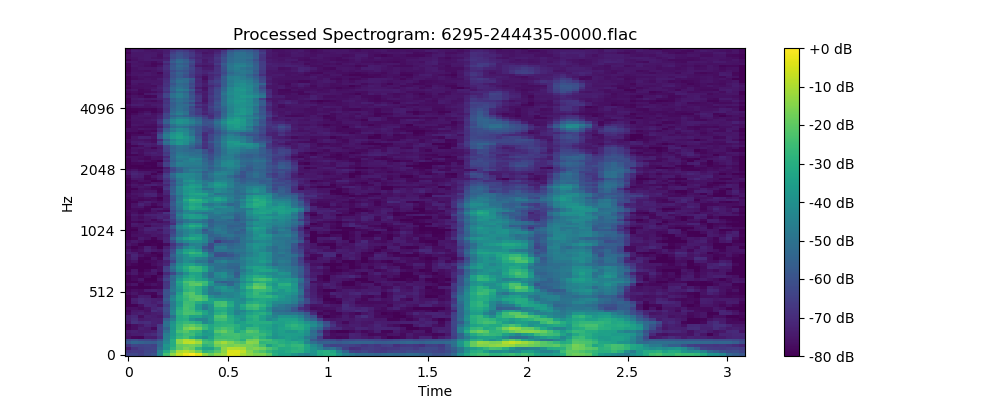 Processed Spectrogram: 6295-244435-0000.flac
Hz
4096
2048
1024
512
0
0
0.5
1
1.5
2
2.5
3
Time
+0 dB
-10 dB
-20 dB
-30 dB
-40 dB
-50 dB
-60 dB
-70 dB
-80 dB